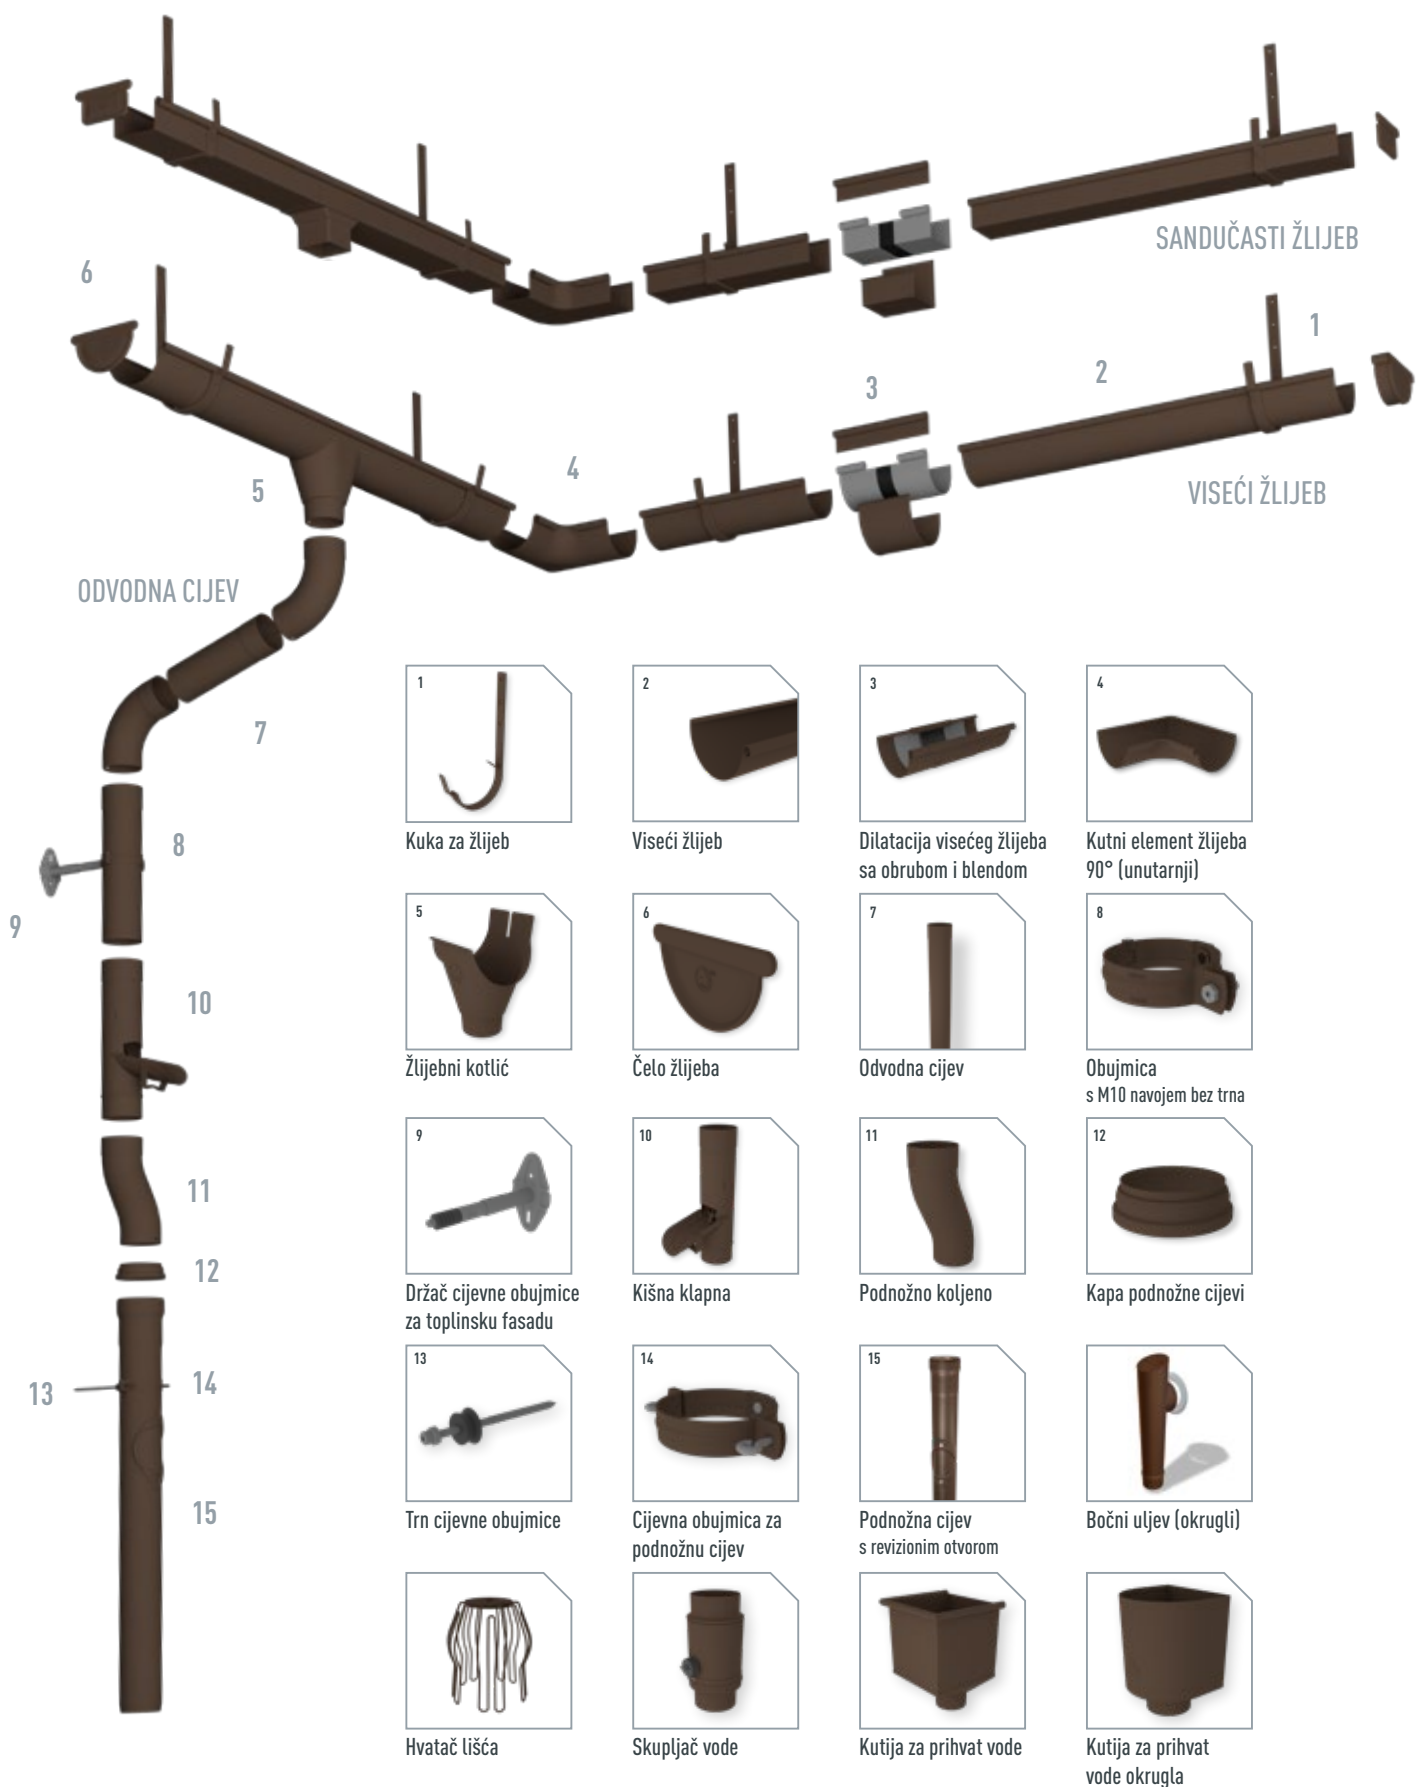 SANDUČASTI ŽLIJEB
6
1
2
3
4
5
VISEĆI ŽLIJEB
ODVODNA CIJEV
7
8
9
10
11
12
13
14
15
1
Kuka za žlijeb
2
Viseći žlijeb
3
Dilatacija visećeg žlijeba
sa obrubom i blendom
4
Kutni element žlijeba
90° (unutarnji)
5
Žlijebni kotlić
6
Čelo žlijeba
7
Odvodna cijev
8
Obujmica
s M10 navojem bez trna
9
Držač cijevne obujmice
za toplinsku fasadu
10
Kišna klapna
11
Podnožno koljeno
12
Kapa podnožne cijevi
13
Trn cijevne obujmice
14
Cijevna obujmica za
podnožnu cijev
15
Podnožna cijev
s revizionim otvorom
Bočni uljev (okrugli)
Hvatač lišća
Skupljač vode
Kutija za prihvat vode
Kutija za prihvat
vode okrugla